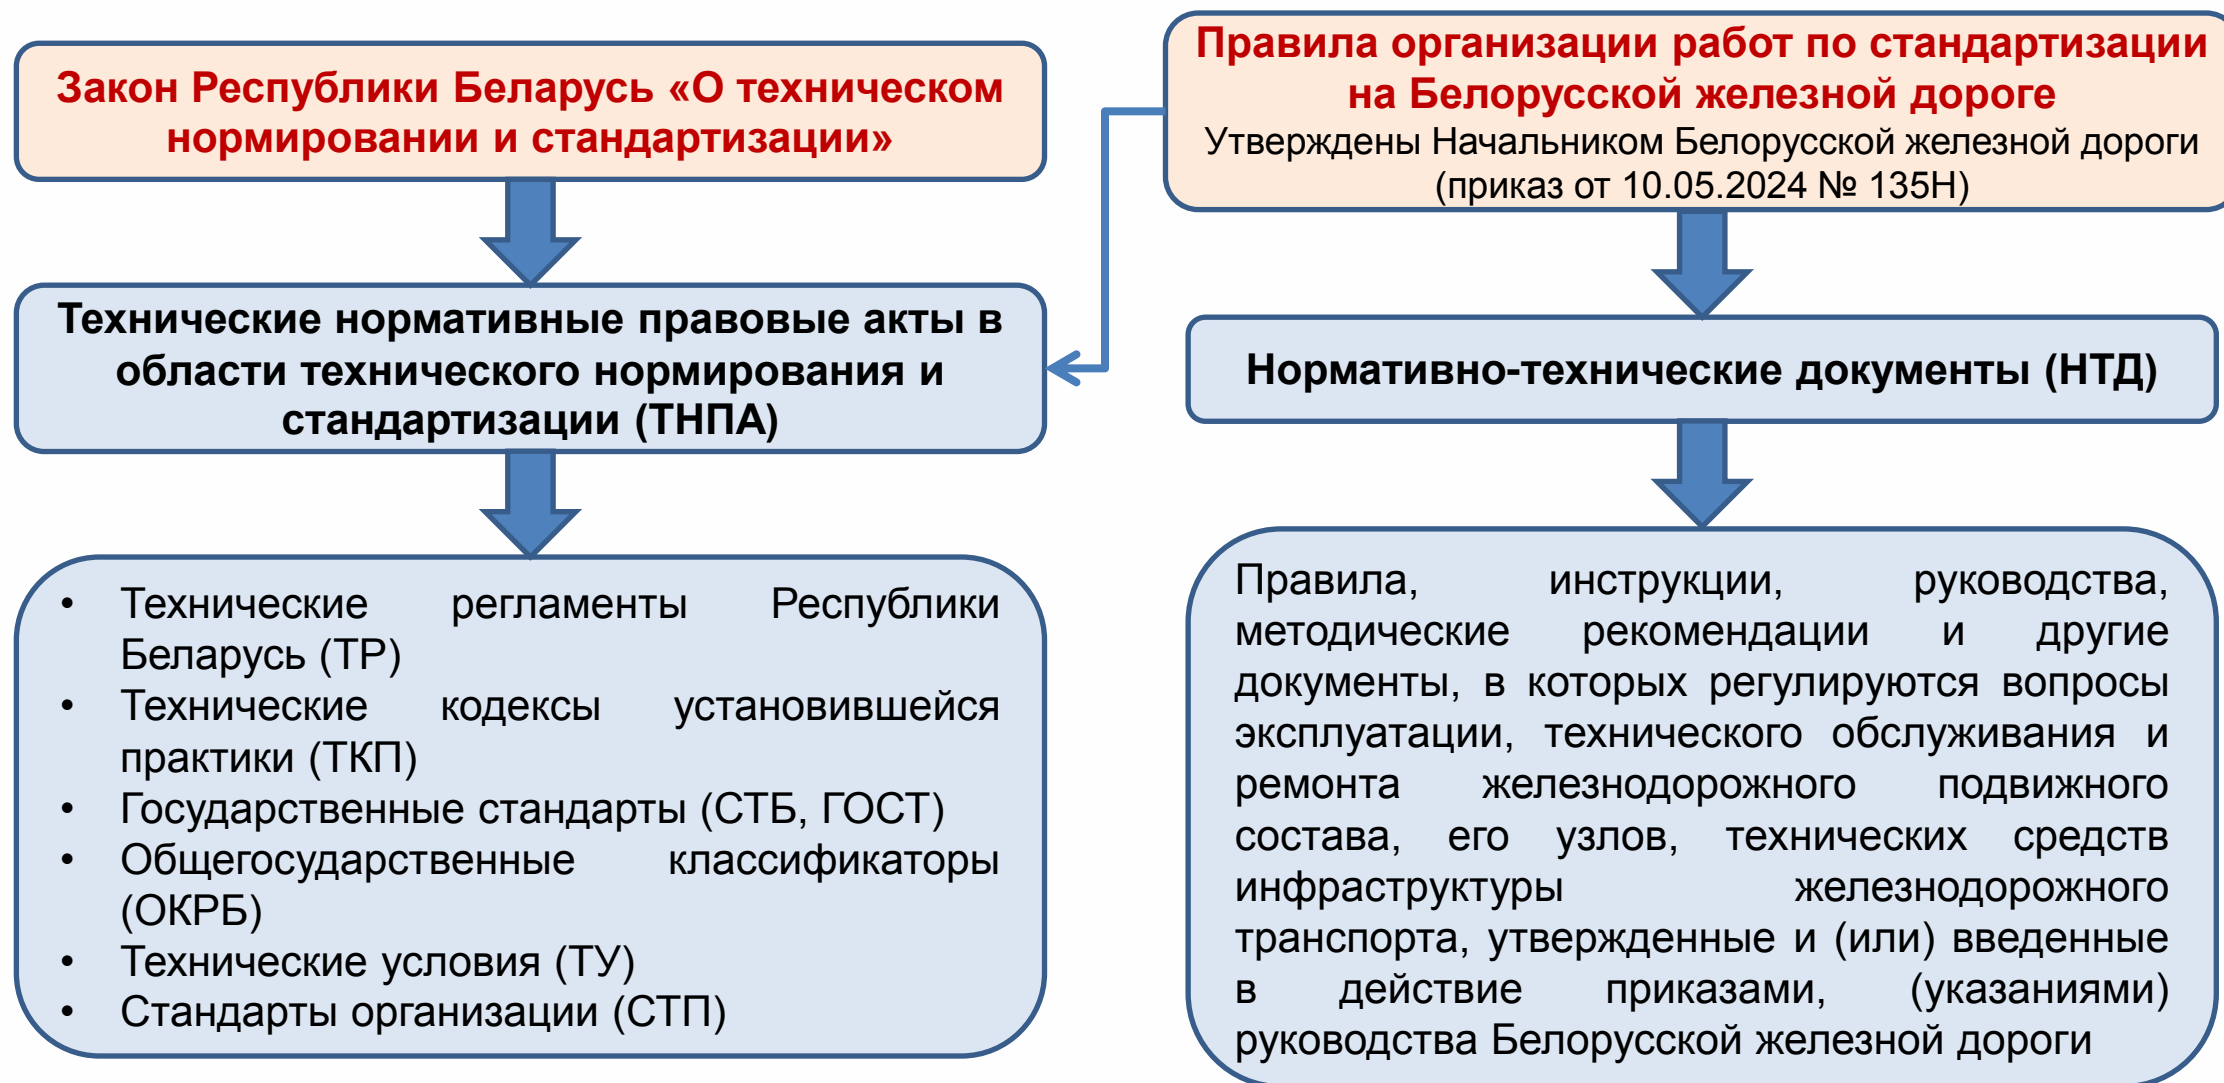 Закон Республики Беларусь «О техническом
нормировании и стандартизации»
Правила организации работ по стандартизации
на Белорусской железной дороге
Утверждены Начальником Белорусской железной дороги
(приказ от 10.05.2024 № 135Н)
Технические нормативные правовые акты в
области технического нормирования и
стандартизации (ТНПА)
Нормативно-технические документы (НТД)
• Технические регламенты Республики
Беларусь (ТР)
• Технические кодексы установившейся
практики (ТКП)
• Государственные стандарты (СТБ, ГОСТ)
• Общегосударственные классификаторы
(ОКРБ)
• Технические условия (ТУ)
• Стандарты организации (СТП)
Правила, инструкции, руководства,
методические рекомендации и другие
документы, в которых регулируются вопросы
эксплуатации, технического обслуживания и
ремонта железнодорожного подвижного
состава, его узлов, технических средств
инфраструктуры железнодорожного
транспорта, утвержденные и (или) введенные
в действие приказами, (указаниями)
руководства Белорусской железной дороги